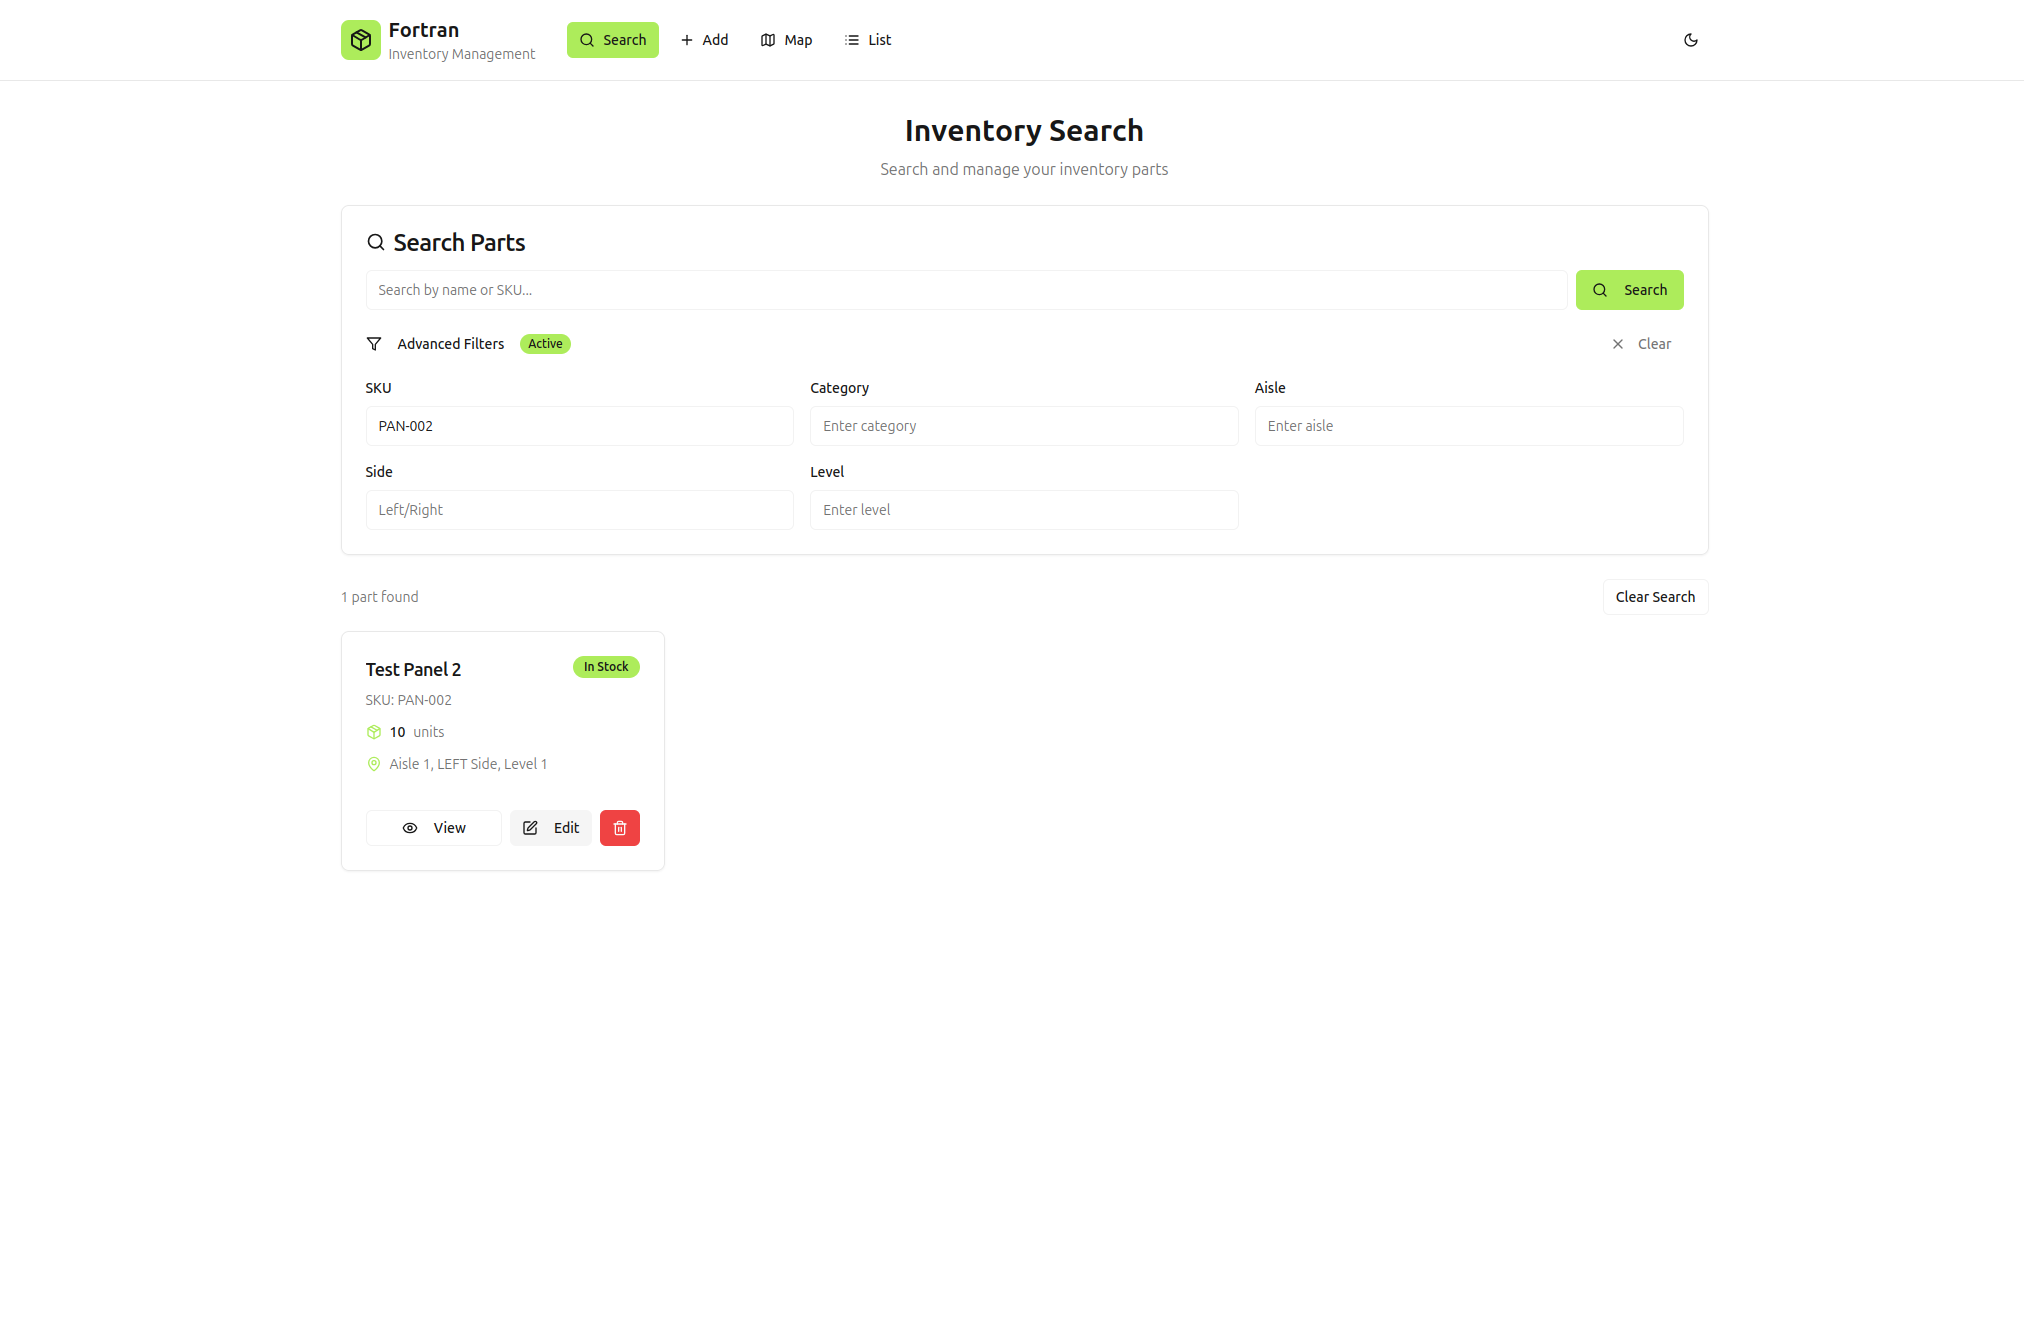 Fortran
Inventory Management
Search
Add
Map
List
Inventory Search
Search and manage your inventory parts
Search Parts
Search by name or SKU...
Search
Advanced Filters
Active
Clear
SKU
Category
Aisle
PAN-002
Enter category
Enter aisle
Side
Level
Left/Right
Enter level
1 part found
Clear Search
Test Panel 2
In Stock
SKU: PAN-002
10 units
Aisle 1, LEFT Side, Level 1
View
Edit